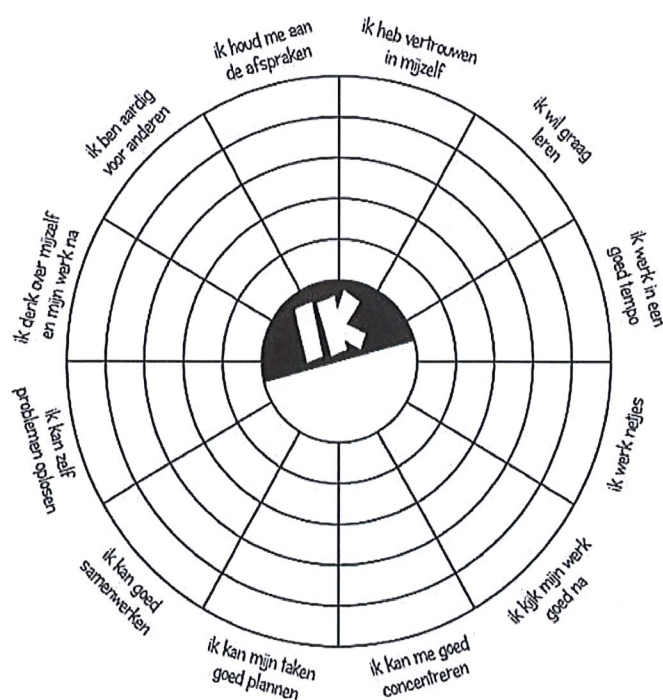 ik heb vertrouwen
in mijzelf
ik wil graag
leren
ik werk in een
goed tempo
ik werk netjes
ik kijk mijn werk
goed na
ik kan me goed
concentreren
ik kan mijn taken
goed plannen
ik kan goed
samenwerken
ik kan zelf
problemen oplossen
ik denk over mijzelf
en mijn werk na
ik ben aardig
voor anderen
ik houd me aan
de afspraken
IK